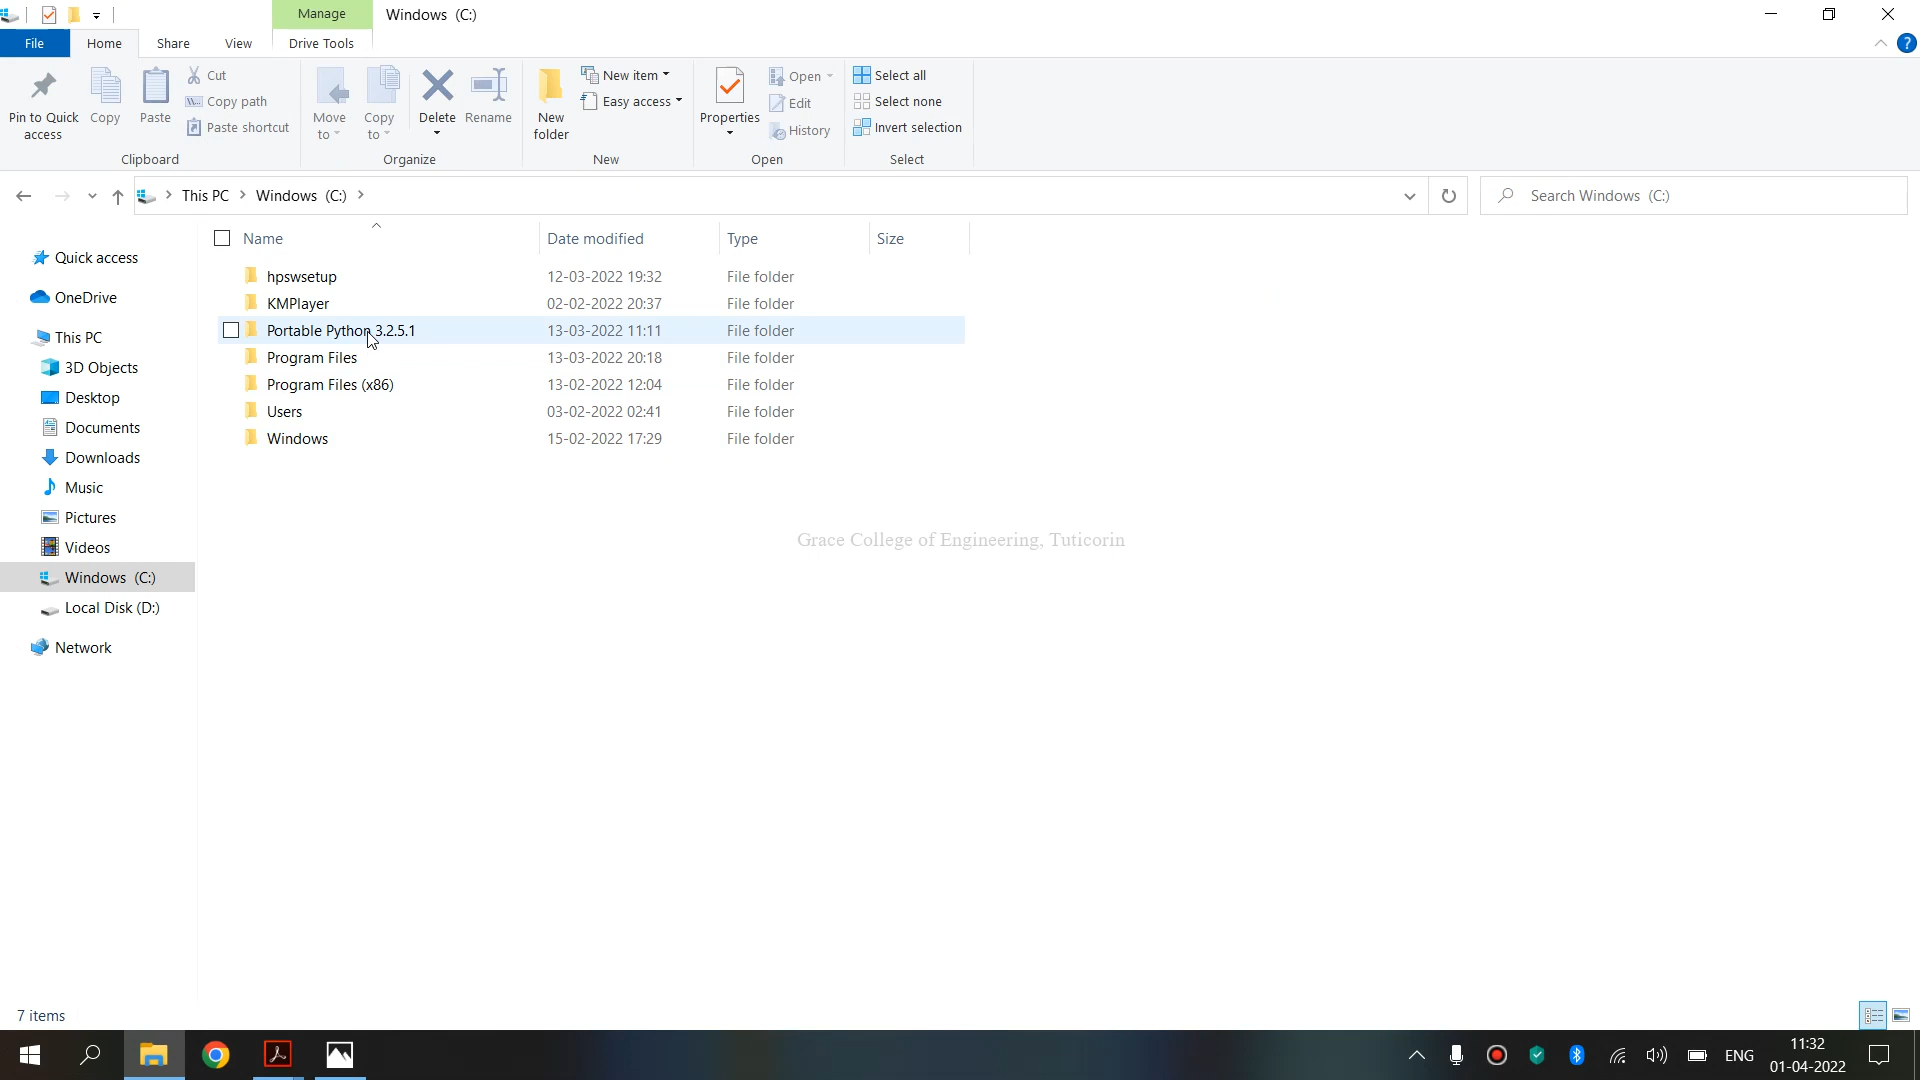 Manage
Windows (C:)
File
Home
Share
View
Drive Tools
Pin to Quick access
Copy
Paste
Cut
Copy path
Paste shortcut
Clipboard
Move to
Copy to
Delete
Rename
Organize
New folder
New item
Easy access
New
Properties
Open
Edit
History
Open
Select all
Select none
Invert selection
Select
This PC > Windows (C:) >
Search Windows (C:)
Name Date modified Type Size
hpswsetup 12-03-2022 19:32 File folder
KMPlayer 02-02-2022 20:37 File folder
Portable Python 3.2.5.1 13-03-2022 11:11 File folder
Program Files 13-03-2022 20:18 File folder
Program Files (x86) 13-02-2022 12:04 File folder
Users 03-02-2022 02:41 File folder
Windows 15-02-2022 17:29 File folder
Quick access
OneDrive
This PC
3D Objects
Desktop
Documents
Downloads
Music
Pictures
Videos
Windows (C:)
Local Disk (D:)
Network
Grace College of Engineering, Tuticorin
7 items
ENG
11:32
01-04-2022